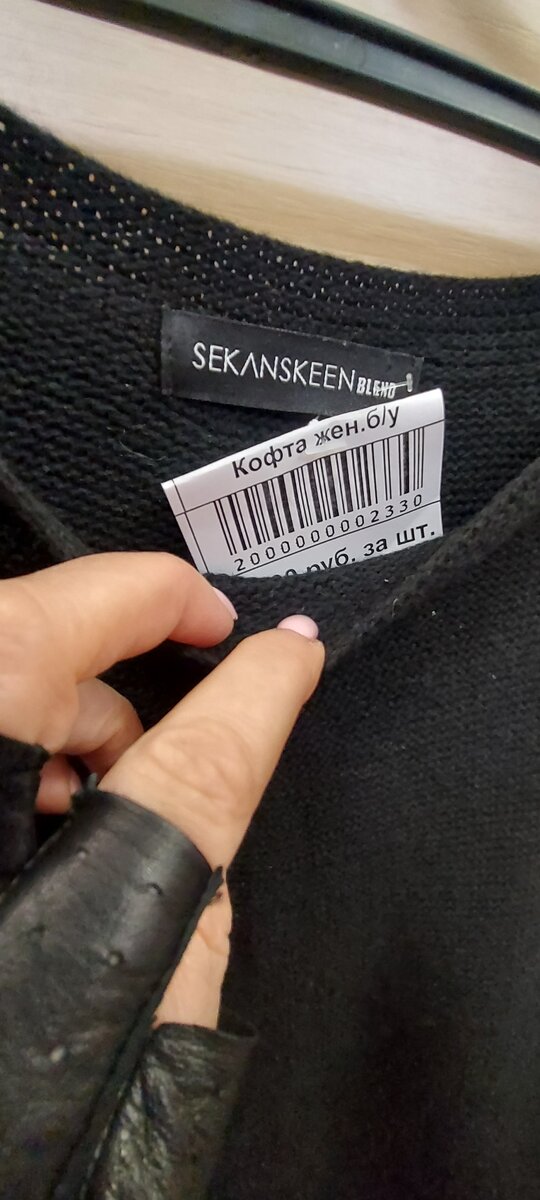 SEKANSKEEN BLEND
Кофта жен.б/у
2000000002330
руб. за шт.